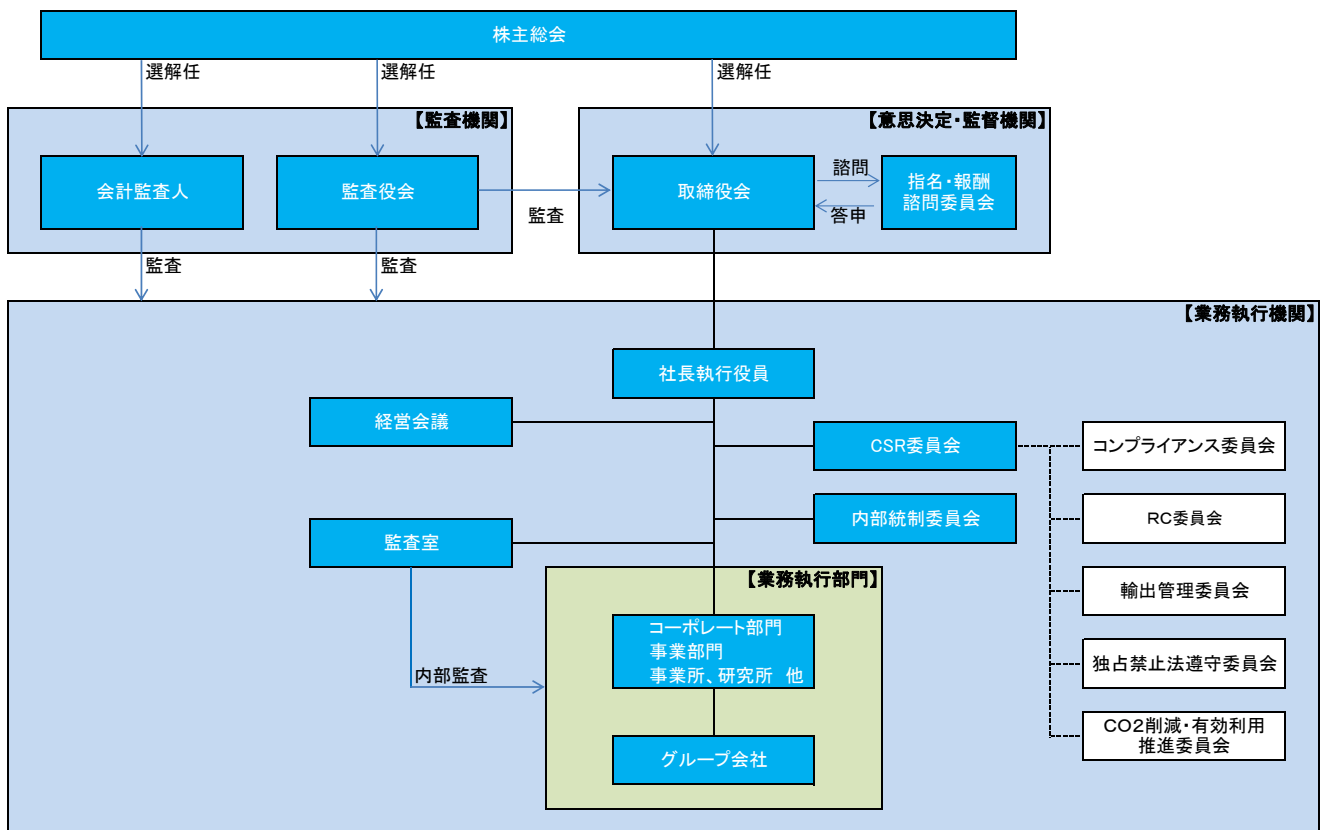 株主総会
選解任
選解任
選解任
【監査機関】
【意思決定・監督機関】
会計監査人
監査役会
監査
取締役会
諮問
答申
指名・報酬
諮問委員会
監査
監査
【業務執行機関】
社長執行役員
経営会議
CSR委員会
コンプライアンス委員会
内部統制委員会
RC委員会
監査室
【業務執行部門】
輸出管理委員会
コーポレート部門
事業部門
事業所、研究所 他
内部監査
独占禁止法遵守委員会
CO2削減・有効利用
推進委員会
グループ会社